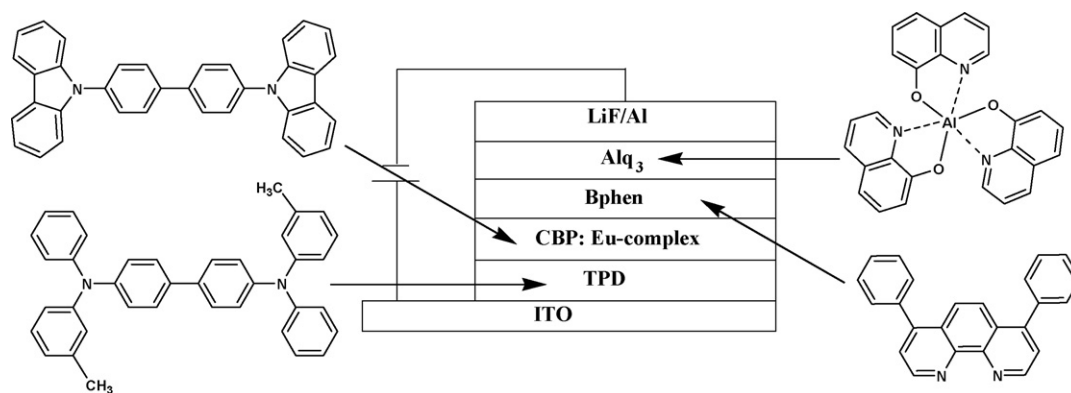 N
N
H₃C
N
N
CH₃
LiF/Al
Alq₃
Bphen
CBP: Eu-complex
TPD
ITO
N
O
O
Al
N
N
O
N
N